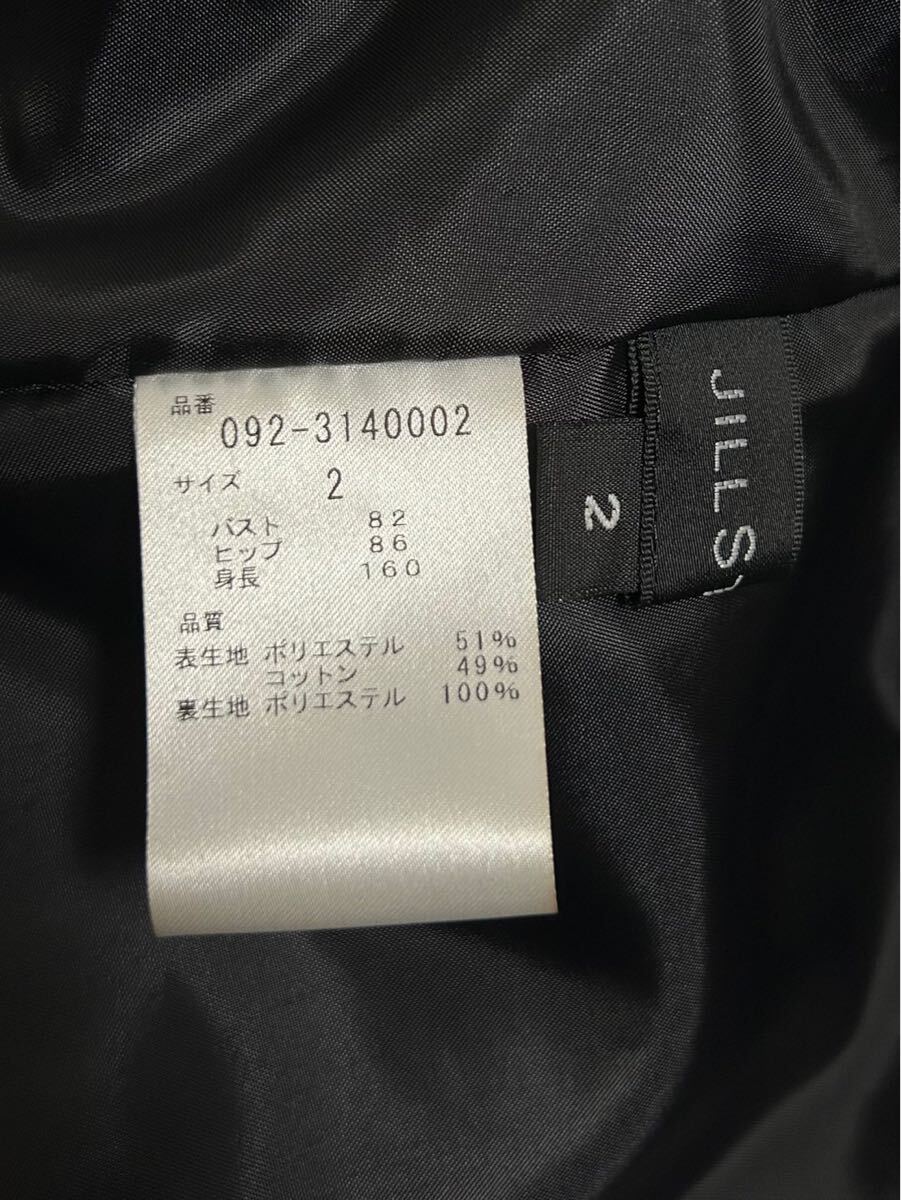 品番
092-3140002
サイズ 2
バスト 82
ヒップ 86
身長 160
品質
表生地 ポリエステル 51%
コットン 49%
裏生地 ポリエステル 100%
2
JILL